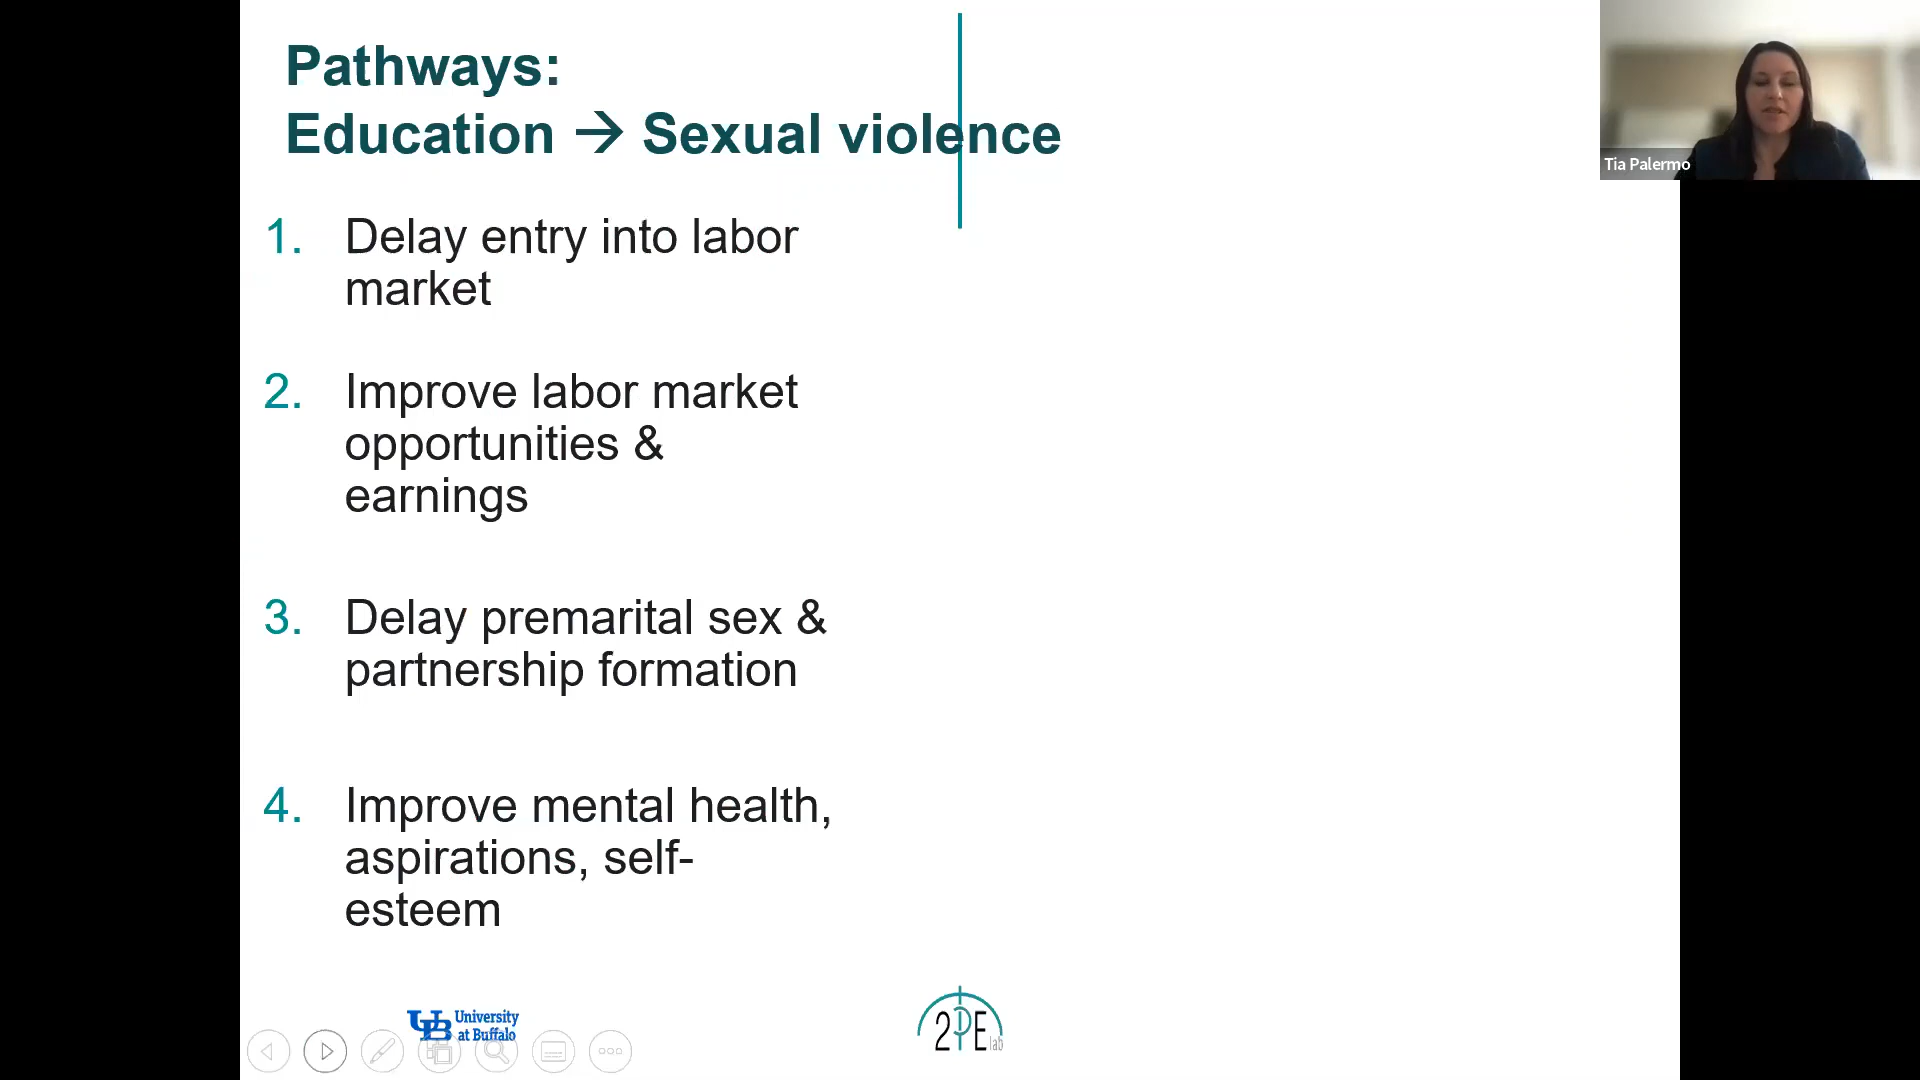 Pathways:
Education → Sexual violence
Tia Palermo
1. Delay entry into labor
market
2. Improve labor market
opportunities &
earnings
3. Delay premarital sex &
partnership formation
4. Improve mental health,
aspirations, self-
esteem
UB University
at Buffalo
2PE lab